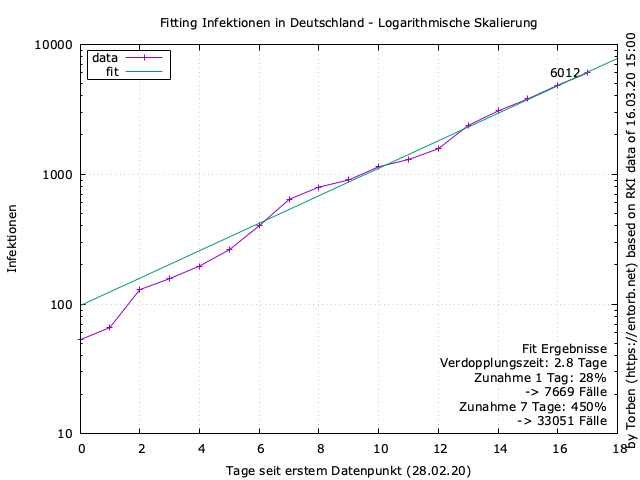 Fitting Infektionen in Deutschland - Logarithmische Skalierung
10000
1000
100
10
data
fit
6012
Infektionen
Fit Ergebnisse
Verdopplungszeit: 2.8 Tage
Zunahme 1 Tag: 28%
-> 7669 Fälle
Zunahme 7 Tage: 450%
-> 33051 Fälle
0 2 4 6 8 10 12 14 16 18
Tage seit erstem Datenpunkt (28.02.20)
by Torben (https://entorb.net) based on RKI data of 16.03.20 15:00